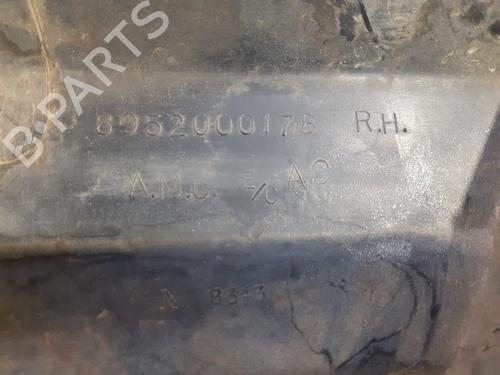 B-PARTS
8952000178 R.H.
A.M.C. E/C AC
8343